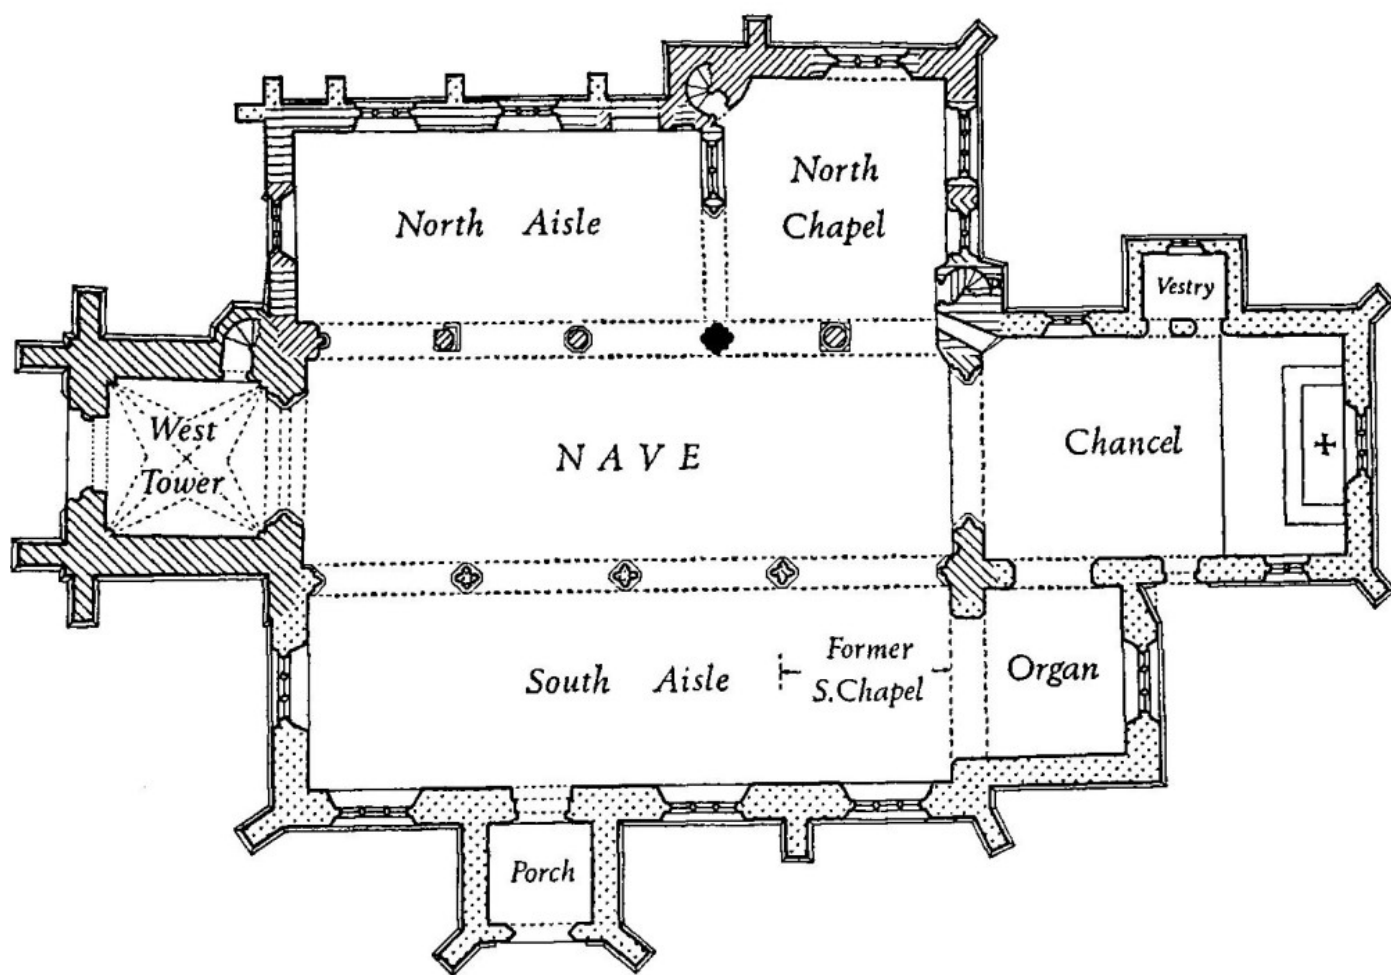 North Aisle
North
Chapel
Vestry
West
Tower
NAVE
Chancel
South Aisle
Former
S.Chapel
Organ
Porch